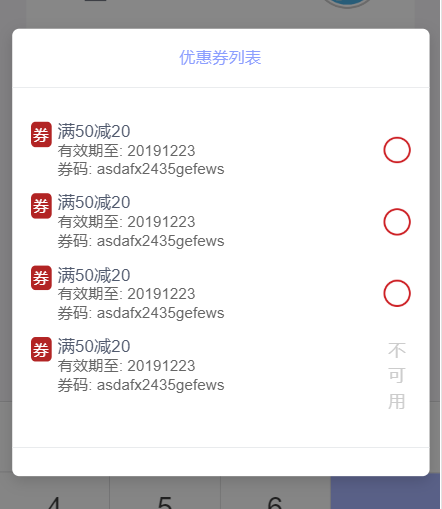 优惠券列表
券 满50减20
有效期至: 20191223
券码: asdafx2435gefews
券 满50减20
有效期至: 20191223
券码: asdafx2435gefews
券 满50减20
有效期至: 20191223
券码: asdafx2435gefews
券 满50减20
有效期至: 20191223
券码: asdafx2435gefews
不
可
用
4 5 6